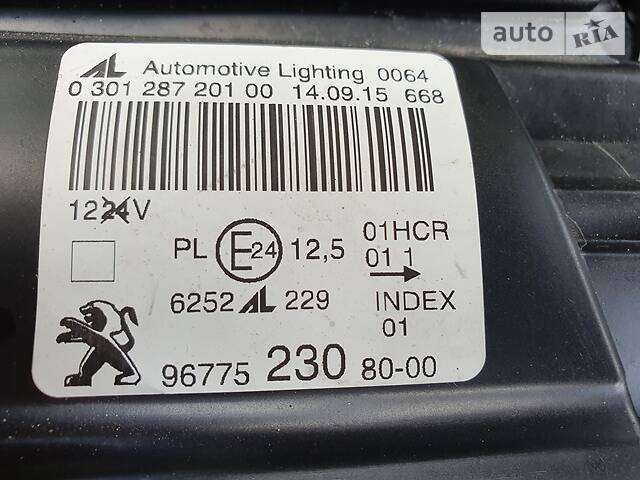 auto RIA
AL Automotive Lighting 0064
0 301 287 201 00 14.09.15 668
1224V
PL E24 12,5 01HCR
01 1
6252 AL 229 INDEX
01
96775 230 80-00